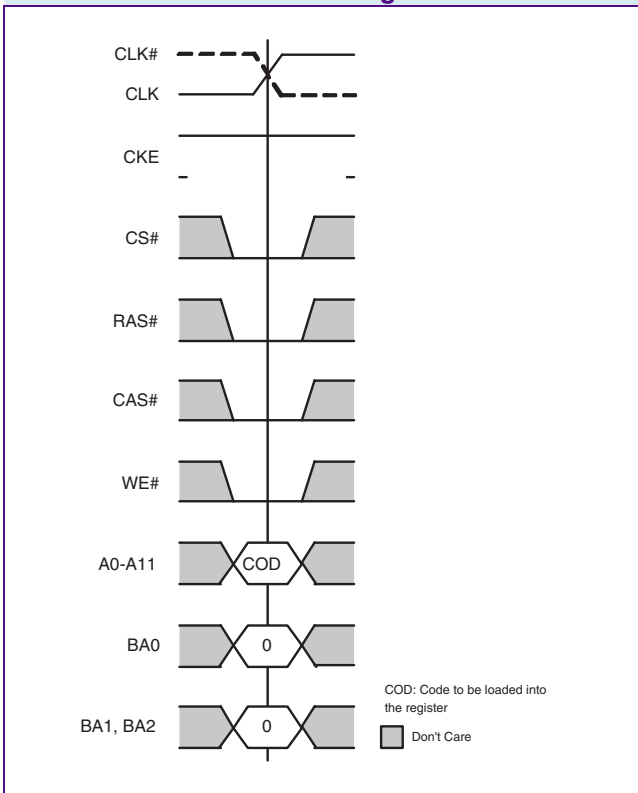 CLK#
CLK
CKE
CS#
RAS#
CAS#
WE#
A0-A11
COD
BA0
0
COD: Code to be loaded into
the register
BA1, BA2
0
Don't Care